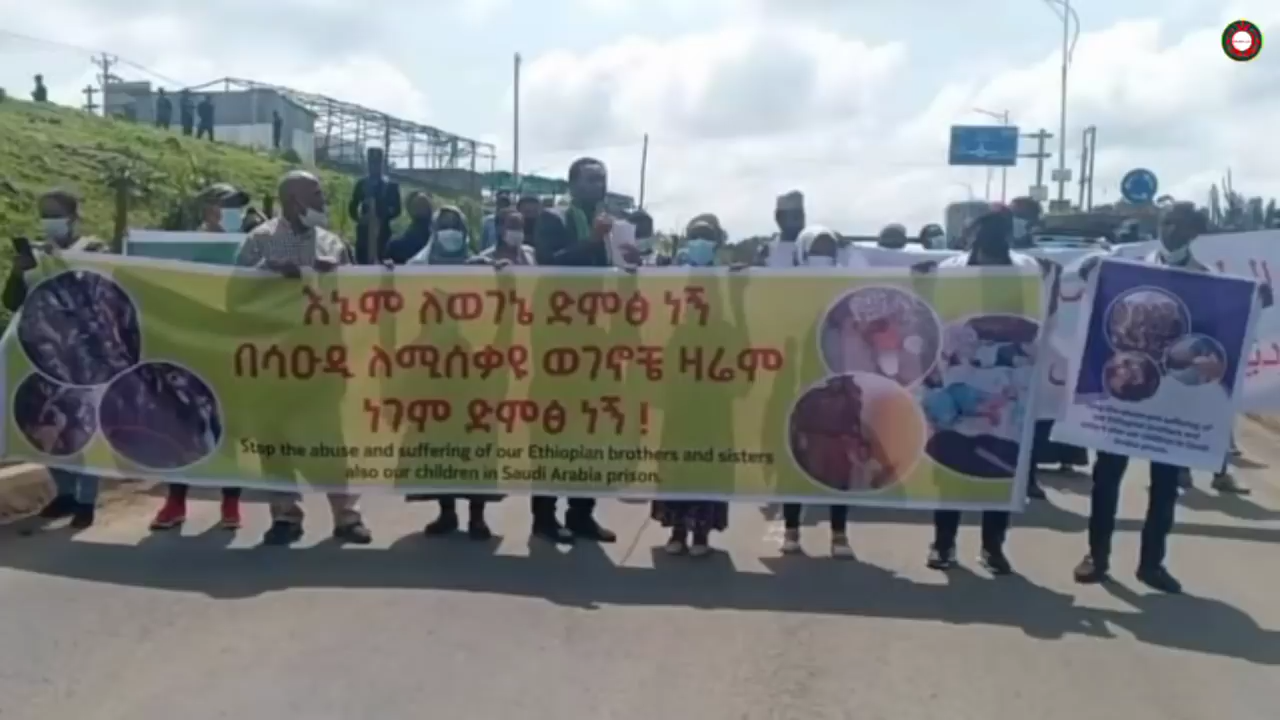 እኔም ለወገኔ ድምፅ ነኝ
በሳዑዲ ለሚሰቃዩ ወገኖቼ ዛሬም
ነገም ድምፅ ነኝ !
Stop the abuse and suffering of our Ethiopian brothers and sisters
also our children in Saudi Arabia prison.